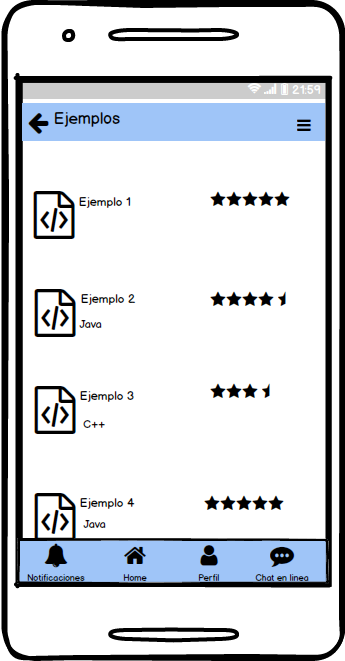 21:59
Ejemplos
Ejemplo 1
Ejemplo 2
Java
Ejemplo 3
C++
Ejemplo 4
Java
Notificaciones Home Perfil Chat en linea